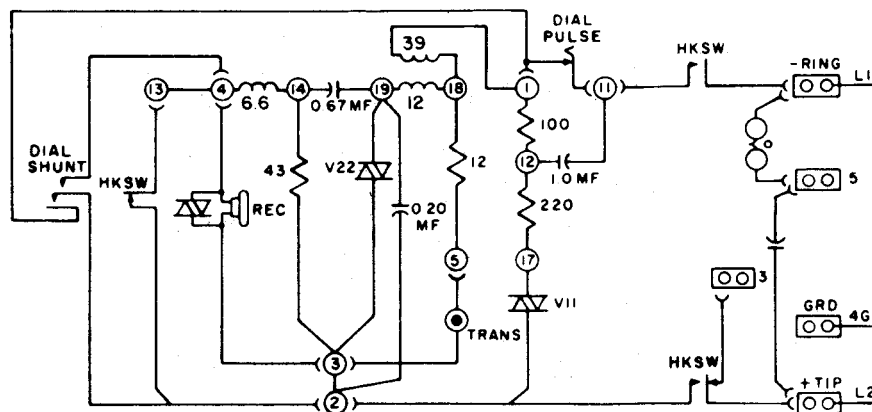 DIAL PULSE
HKSW
-RING
L1
39
13
4
6.6
14
0.67 MF
19
12
18
1
11
100
DIAL SHUNT
HKSW
43
V22
12
12
1.0 MF
5
REC
0.20 MF
220
5
17
3
TRANS
V11
GRD
4G
3
HKSW
2
+TIP
L2